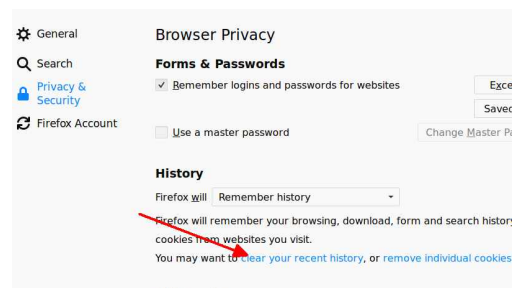 General
Search
Privacy &
Security
Firefox Account
Browser Privacy
Forms & Passwords
Remember logins and passwords for websites
Exce
Saved
Use a master password
Change Master Pa
History
Firefox will Remember history
Firefox will remember your browsing, download, form and search history
cookies from websites you visit.
You may want to clear your recent history, or remove individual cookies